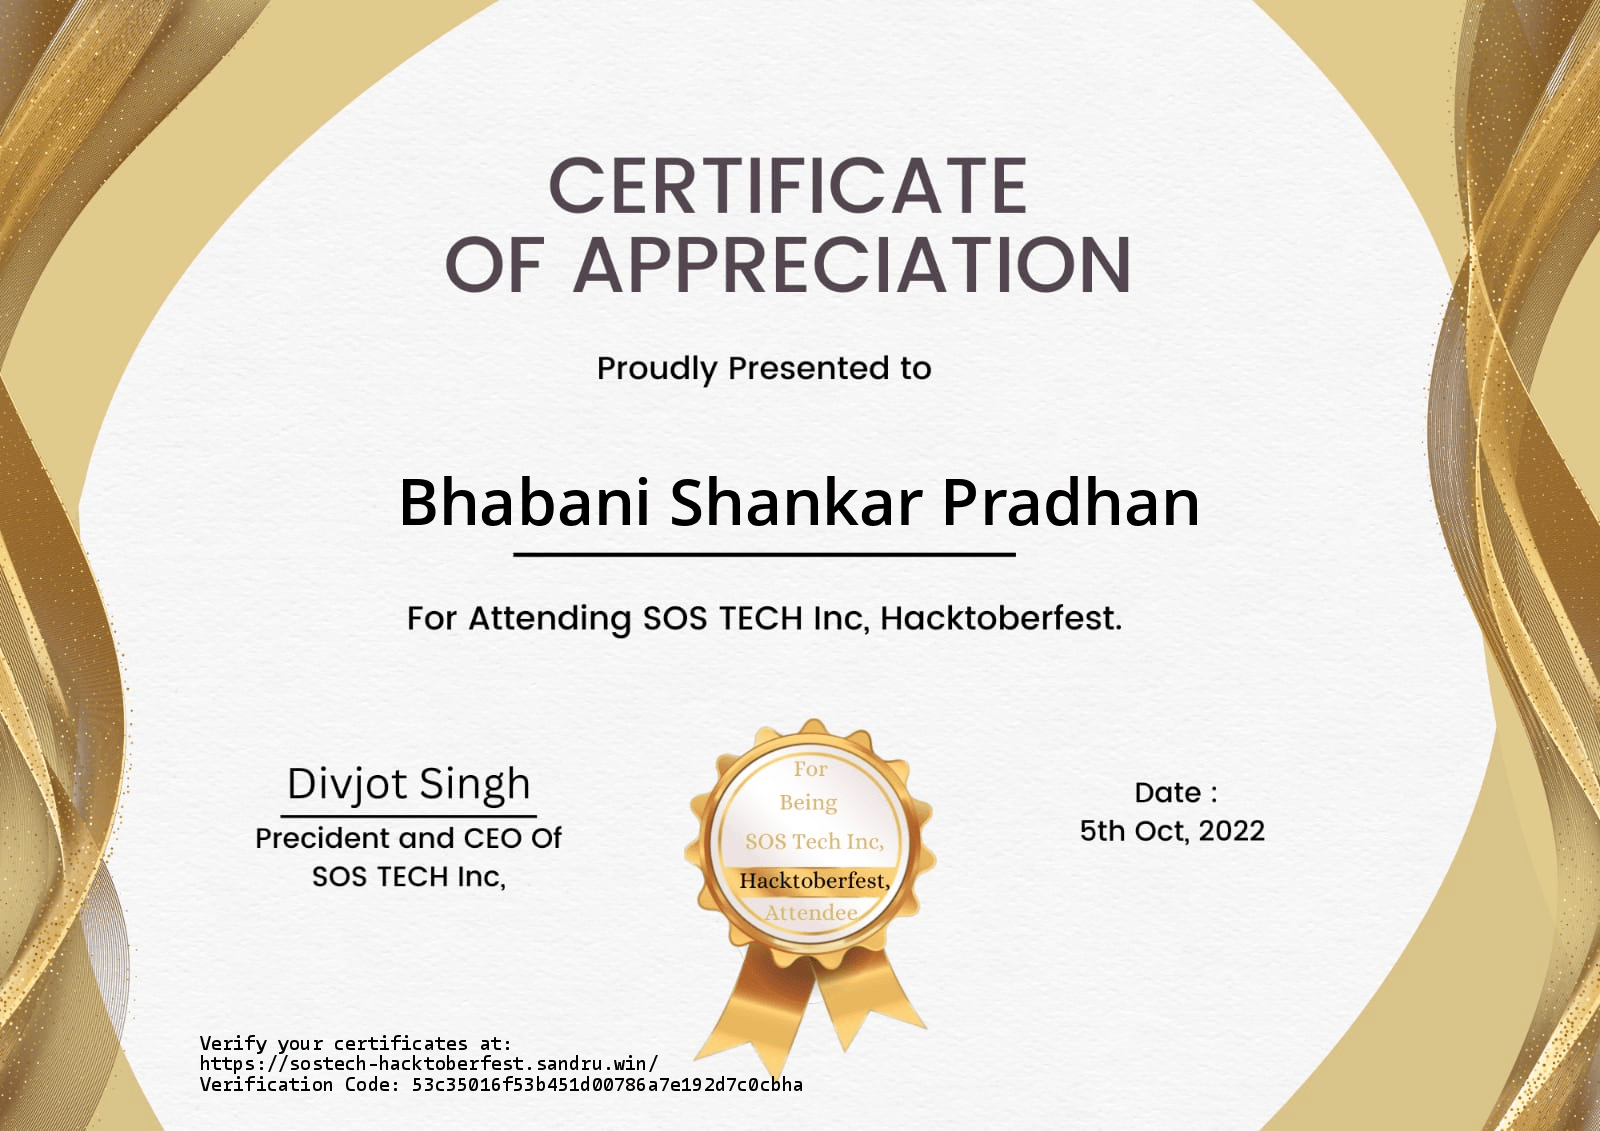 CERTIFICATE
OF APPRECIATION
Proudly Presented to
Bhabani Shankar Pradhan
For Attending SOS TECH Inc, Hacktoberfest.
Divjot Singh
Precident and CEO Of
SOS TECH Inc,
For
Being
SOS Tech Inc,
Hacktoberfest,
Attendee
Date :
5th Oct, 2022
Verify your certificates at:
https://sostech-hacktoberfest.sandru.win/
Verification Code: 53c35016f53b451d00786a7e192d7c0cbha